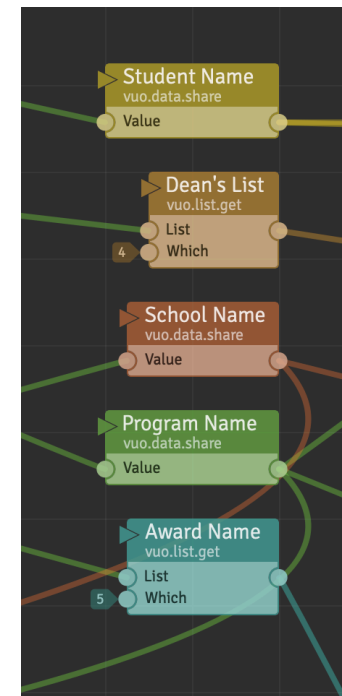 Student Name
vuo.data.share
Value
Dean's List
vuo.list.get
List
4 Which
School Name
vuo.data.share
Value
Program Name
vuo.data.share
Value
Award Name
vuo.list.get
List
5 Which